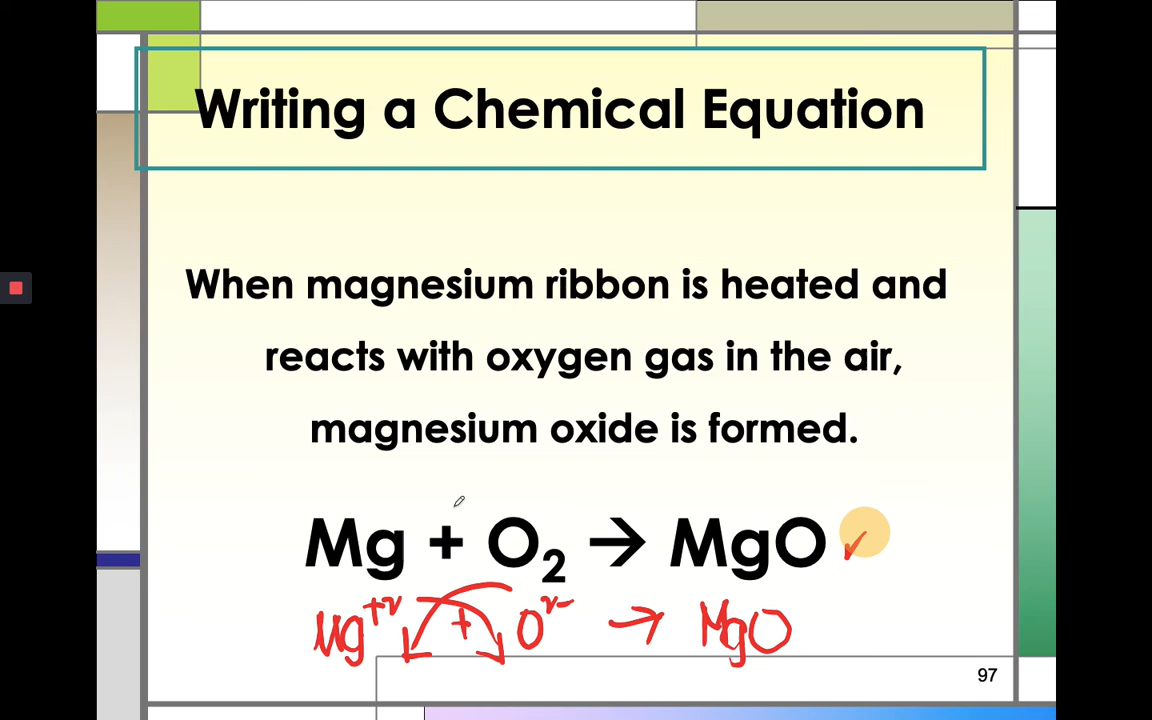 Writing a Chemical Equation
When magnesium ribbon is heated and
reacts with oxygen gas in the air,
magnesium oxide is formed.
Mg + O₂ → MgO ✓
Mg⁺² + O²⁻ → MgO
97